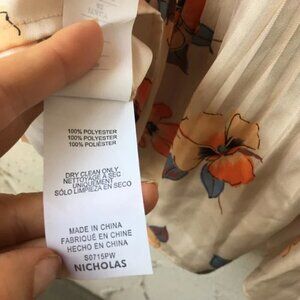 100% POLYESTER
100% POLYESTER
100% POLYESTER
DRY CLEAN ONLY
NETTOYAGE A SEC
UNIQUEMENT
SÓLO LIMPIEZA EN SECO
MADE IN CHINA
FABRIQUÉ EN CHINE
HECHO EN CHINA
S0715PW
NICHOLAS